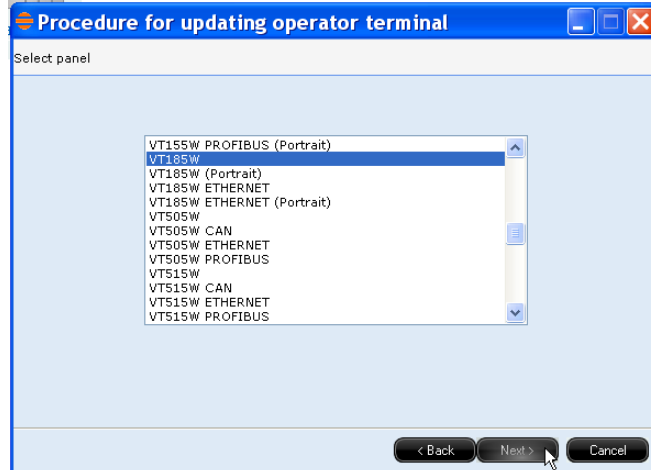 Procedure for updating operator terminal
Select panel
VT155W PROFIBUS (Portrait)
VT185W
VT185W (Portrait)
VT185W ETHERNET
VT185W ETHERNET (Portrait)
VT505W
VT505W CAN
VT505W ETHERNET
VT505W PROFIBUS
VT515W
VT515W CAN
VT515W ETHERNET
VT515W PROFIBUS
< Back
Next >
Cancel